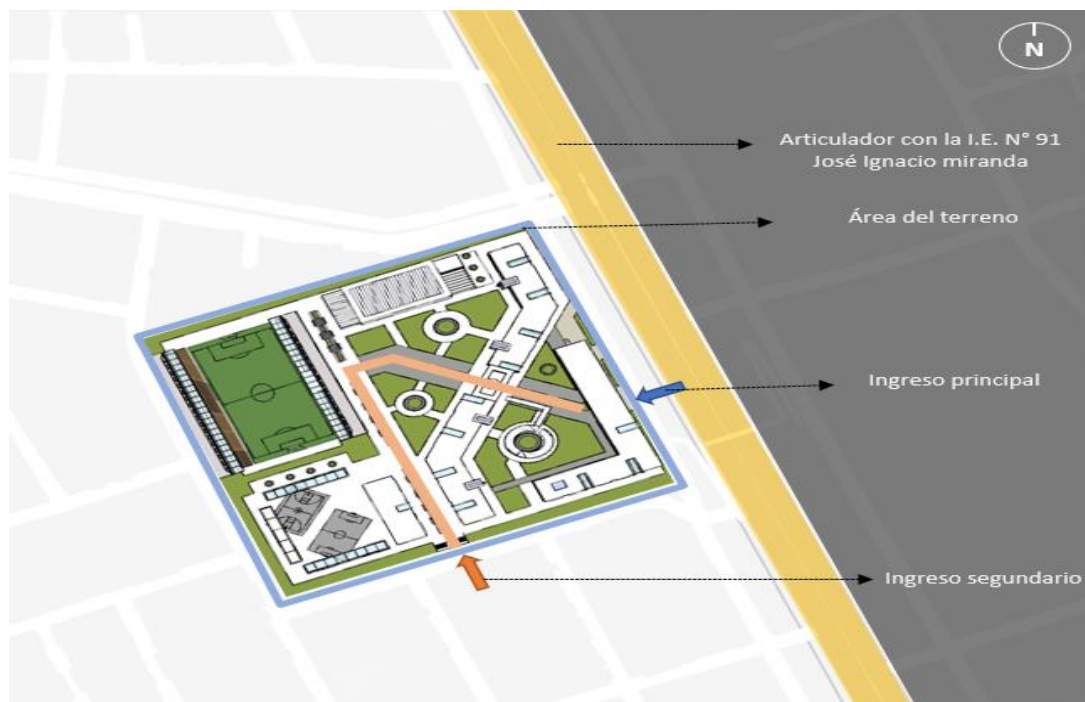 N
Articulador con la I.E. N° 91
José Ignacio miranda
Área del terreno
Ingreso principal
Ingreso segundario